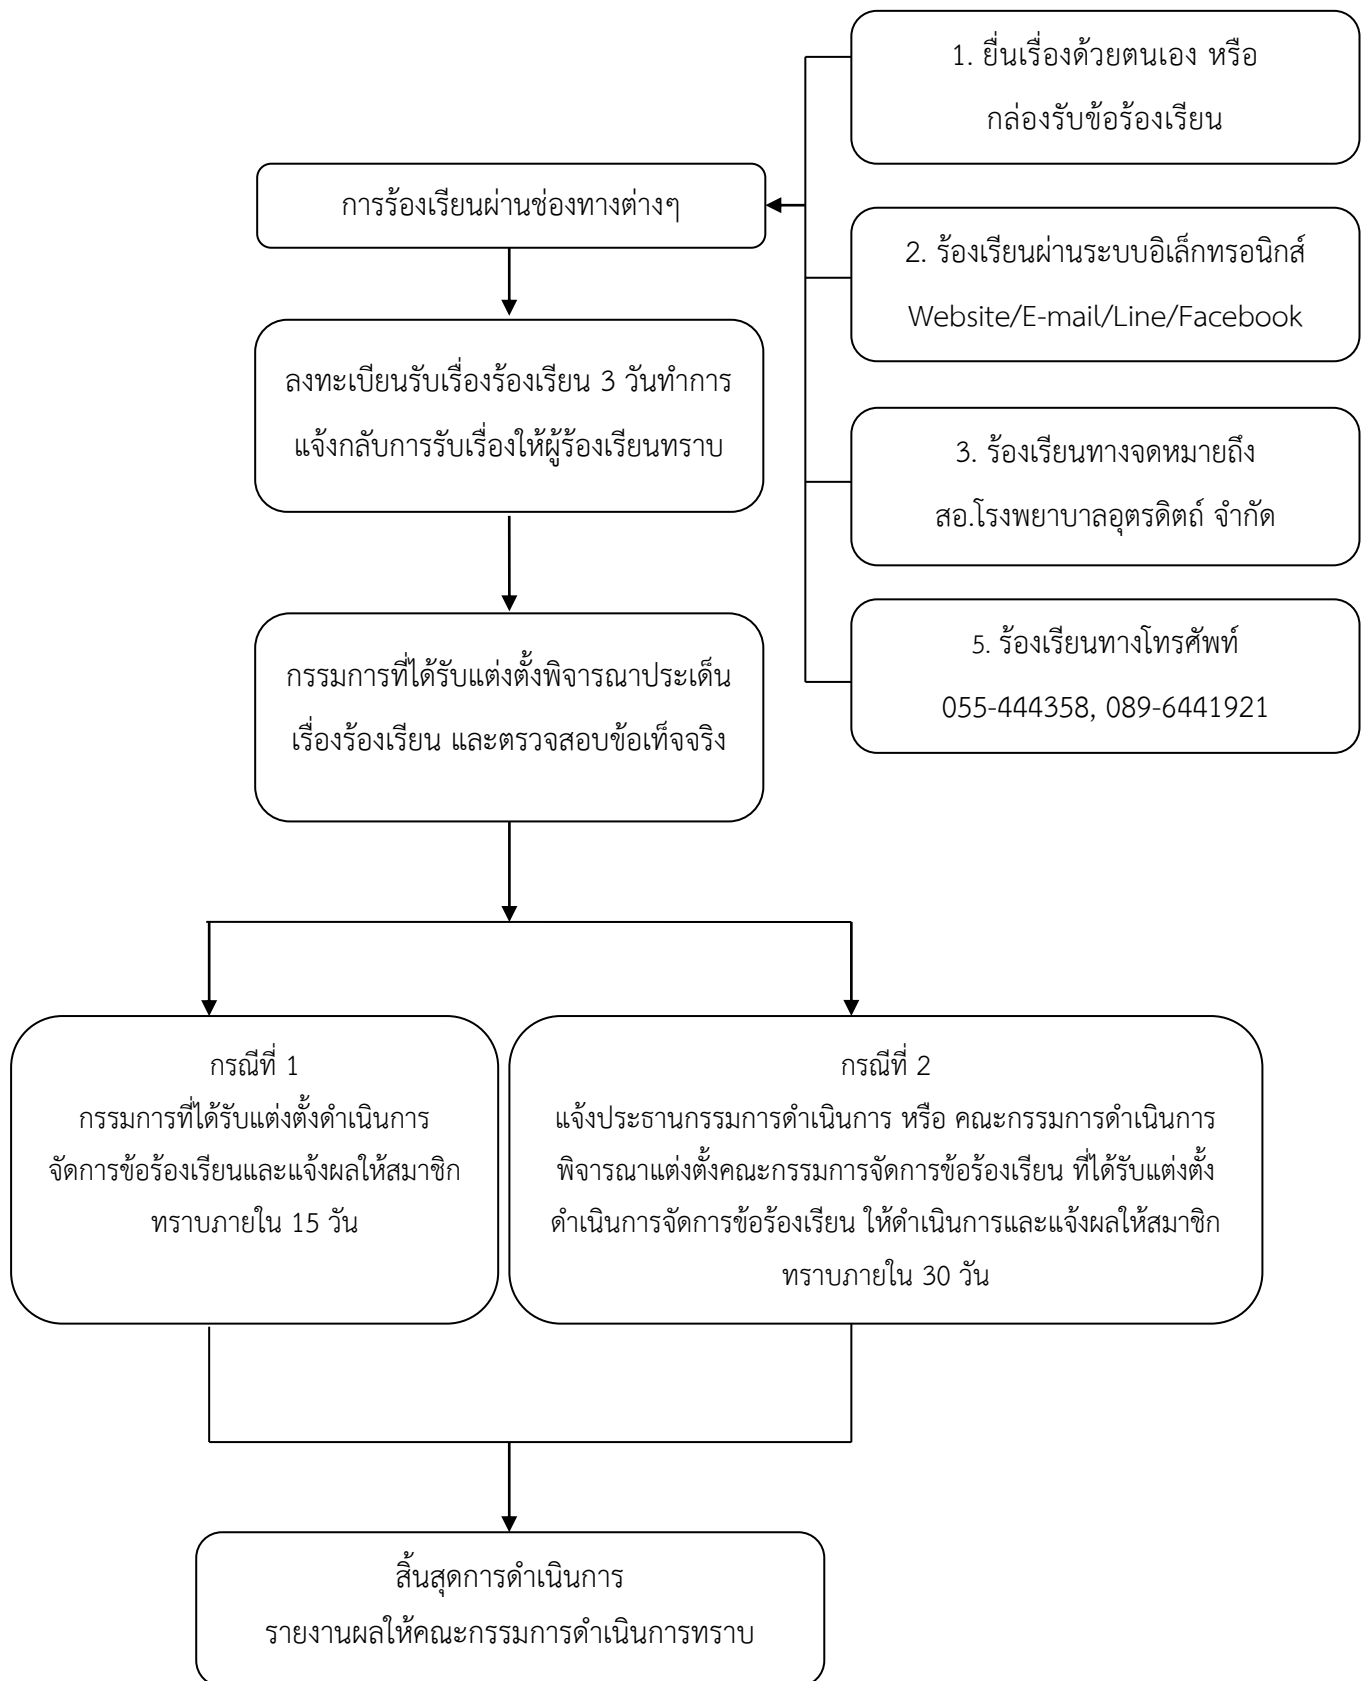 1. ยื่นเรื่องด้วยตนเอง หรือ
กล่องรับข้อร้องเรียน
การร้องเรียนผ่านช่องทางต่างๆ
2. ร้องเรียนผ่านระบบอิเล็กทรอนิกส์
Website/E-mail/Line/Facebook
ลงทะเบียนรับเรื่องร้องเรียน 3 วันทำการ
แจ้งกลับการรับเรื่องให้ผู้ร้องเรียนทราบ
3. ร้องเรียนทางจดหมายถึง
สอ.โรงพยาบาลอุตรดิตถ์ จำกัด
5. ร้องเรียนทางโทรศัพท์
055-444358, 089-6441921
กรรมการที่ได้รับแต่งตั้งพิจารณาประเด็น
เรื่องร้องเรียน และตรวจสอบข้อเท็จจริง
กรณีที่ 1
กรรมการที่ได้รับแต่งตั้งดำเนินการ
จัดการข้อร้องเรียนและแจ้งผลให้สมาชิก
ทราบภายใน 15 วัน
กรณีที่ 2
แจ้งประธานกรรมการดำเนินการ หรือ คณะกรรมการดำเนินการ
พิจารณาแต่งตั้งคณะกรรมการจัดการข้อร้องเรียน ที่ได้รับแต่งตั้ง
ดำเนินการจัดการข้อร้องเรียน ให้ดำเนินการและแจ้งผลให้สมาชิก
ทราบภายใน 30 วัน
สิ้นสุดการดำเนินการ
รายงานผลให้คณะกรรมการดำเนินการทราบ